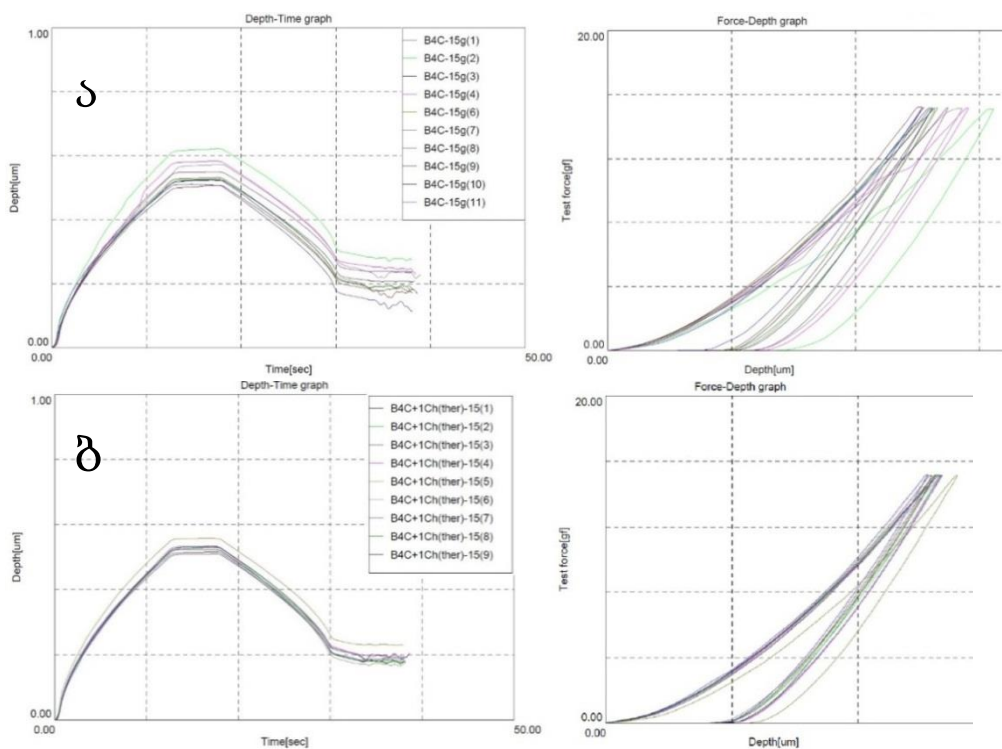 Depth-Time graph
1.00
Depth[um]
0.00
0.00
50.00
Time[sec]
ა
B4C-15g(1)
B4C-15g(2)
B4C-15g(3)
B4C-15g(4)
B4C-15g(6)
B4C-15g(7)
B4C-15g(8)
B4C-15g(9)
B4C-15g(10)
B4C-15g(11)
Force-Depth graph
20.00
Test force[gf]
0.00
0.00
Depth[um]
Depth-Time graph
1.00
Depth[um]
0.00
0.00
50.00
Time[sec]
ბ
B4C+1Ch(ther)-15(1)
B4C+1Ch(ther)-15(2)
B4C+1Ch(ther)-15(3)
B4C+1Ch(ther)-15(4)
B4C+1Ch(ther)-15(5)
B4C+1Ch(ther)-15(6)
B4C+1Ch(ther)-15(7)
B4C+1Ch(ther)-15(8)
B4C+1Ch(ther)-15(9)
Force-Depth graph
20.00
Test force[gf]
0.00
0.00
Depth[um]